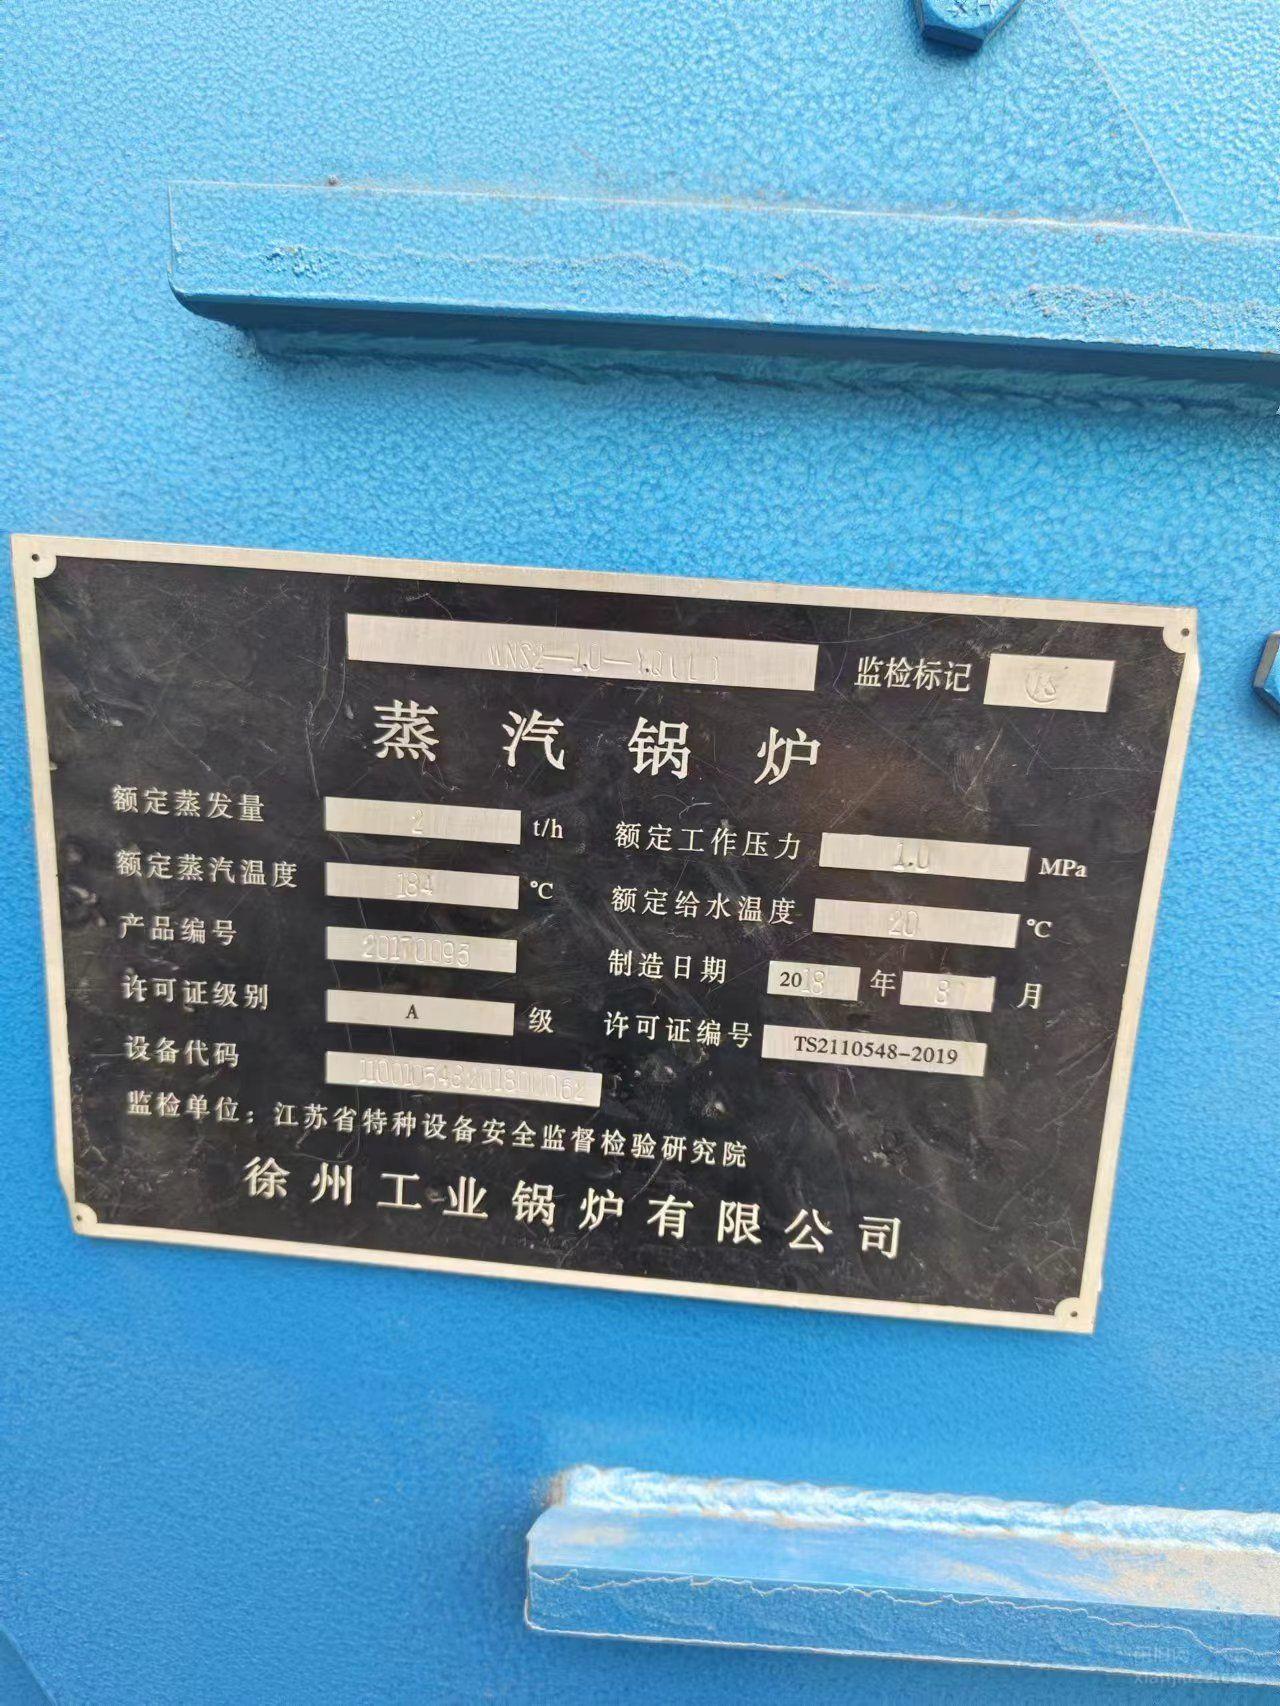 监检标记
蒸汽锅炉
额定蒸发量 2 t/h 额定工作压力 1.0 MPa
额定蒸汽温度 184 ℃ 额定给水温度 20 ℃
产品编号 20170093 制造日期 2018 年 8 月
许可证级别 A 级 许可证编号 TS2110548-2019
设备代码
监检单位：江苏省特种设备安全监督检验研究院
徐州工业锅炉有限公司